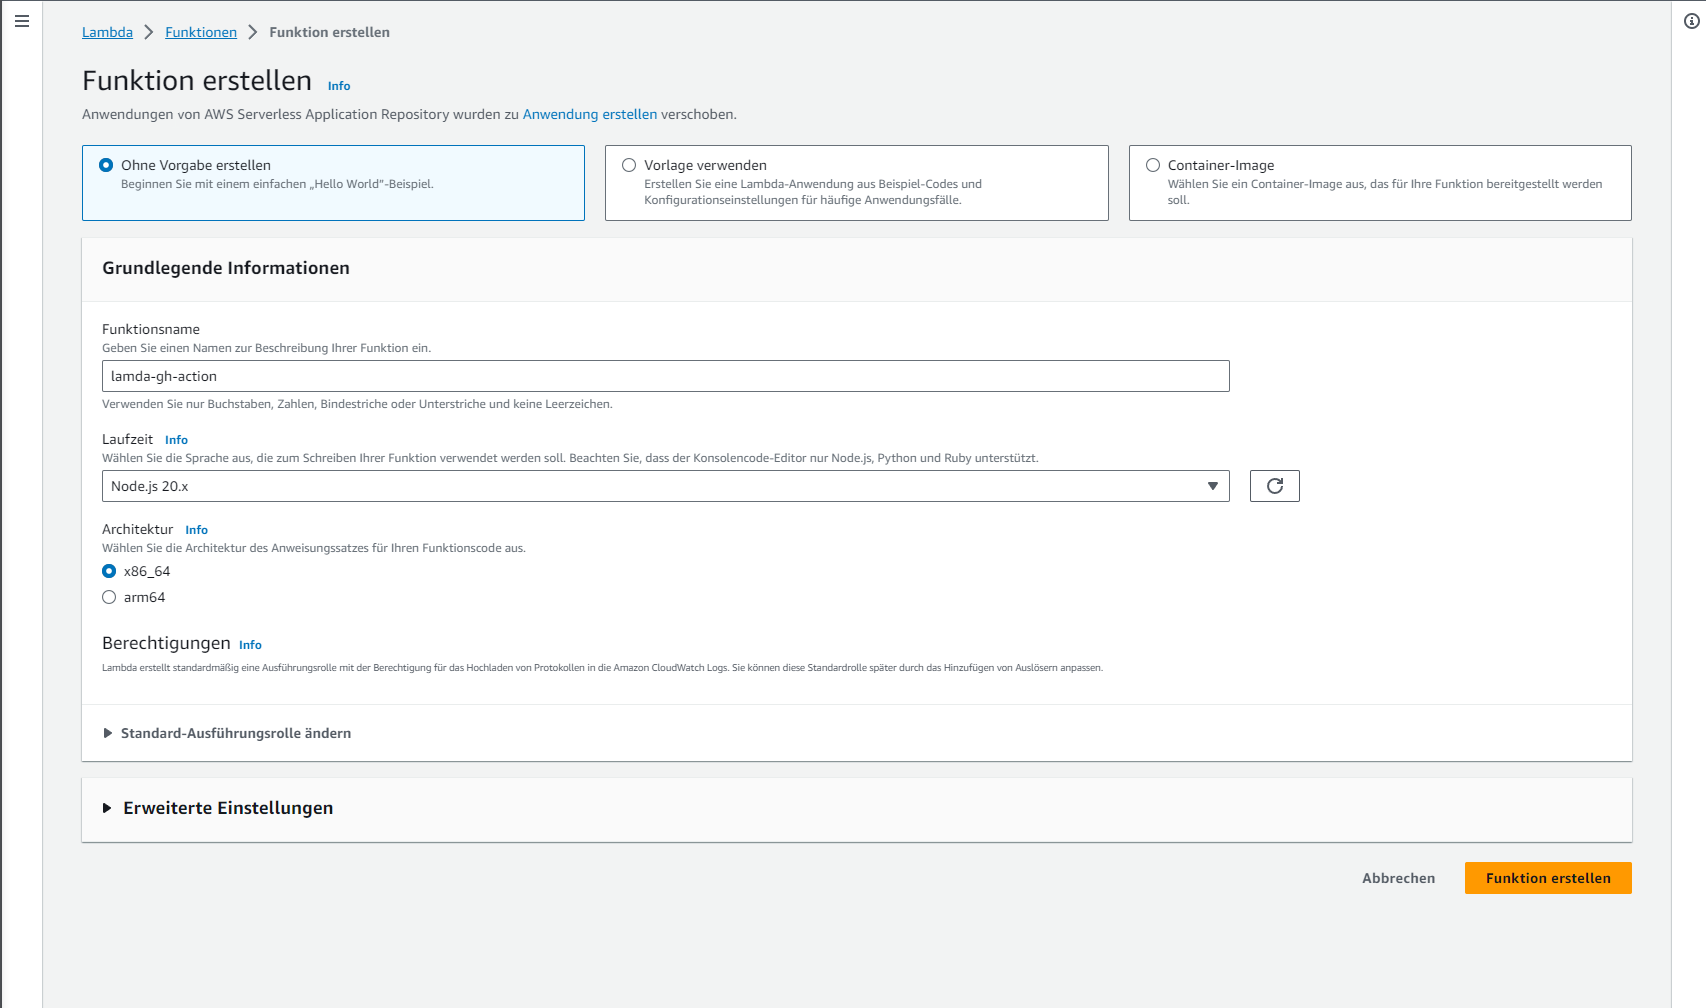 Lambda > Funktionen > Funktion erstellen
Funktion erstellen Info
Anwendungen von AWS Serverless Application Repository wurden zu Anwendung erstellen verschoben.
Ohne Vorgabe erstellen
Beginnen Sie mit einem einfachen „Hello World“-Beispiel.
Vorlage verwenden
Erstellen Sie eine Lambda-Anwendung aus Beispiel-Codes und
Konfigurationseinstellungen für häufige Anwendungsfälle.
Container-Image
Wählen Sie ein Container-Image aus, das für Ihre Funktion bereitgestellt werden
soll.
Grundlegende Informationen
Funktionsname
Geben Sie einen Namen zur Beschreibung Ihrer Funktion ein.
lamda-gh-action
Verwenden Sie nur Buchstaben, Zahlen, Bindestriche oder Unterstriche und keine Leerzeichen.
Laufzeit Info
Wählen Sie die Sprache aus, die zum Schreiben Ihrer Funktion verwendet werden soll. Beachten Sie, dass der Konsolencode-Editor nur Node.js, Python und Ruby unterstützt.
Node.js 20.x
Architektur Info
Wählen Sie die Architektur des Anweisungssatzes für Ihren Funktionscode aus.
x86_64
arm64
Berechtigungen Info
Lambda erstellt standardmäßig eine Ausführungsrolle mit der Berechtigung für das Hochladen von Protokollen in die Amazon CloudWatch Logs. Sie können diese Standardrolle später durch das Hinzufügen von Auslösern anpassen.
Standard-Ausführungsrolle ändern
Erweiterte Einstellungen
Abbrechen
Funktion erstellen